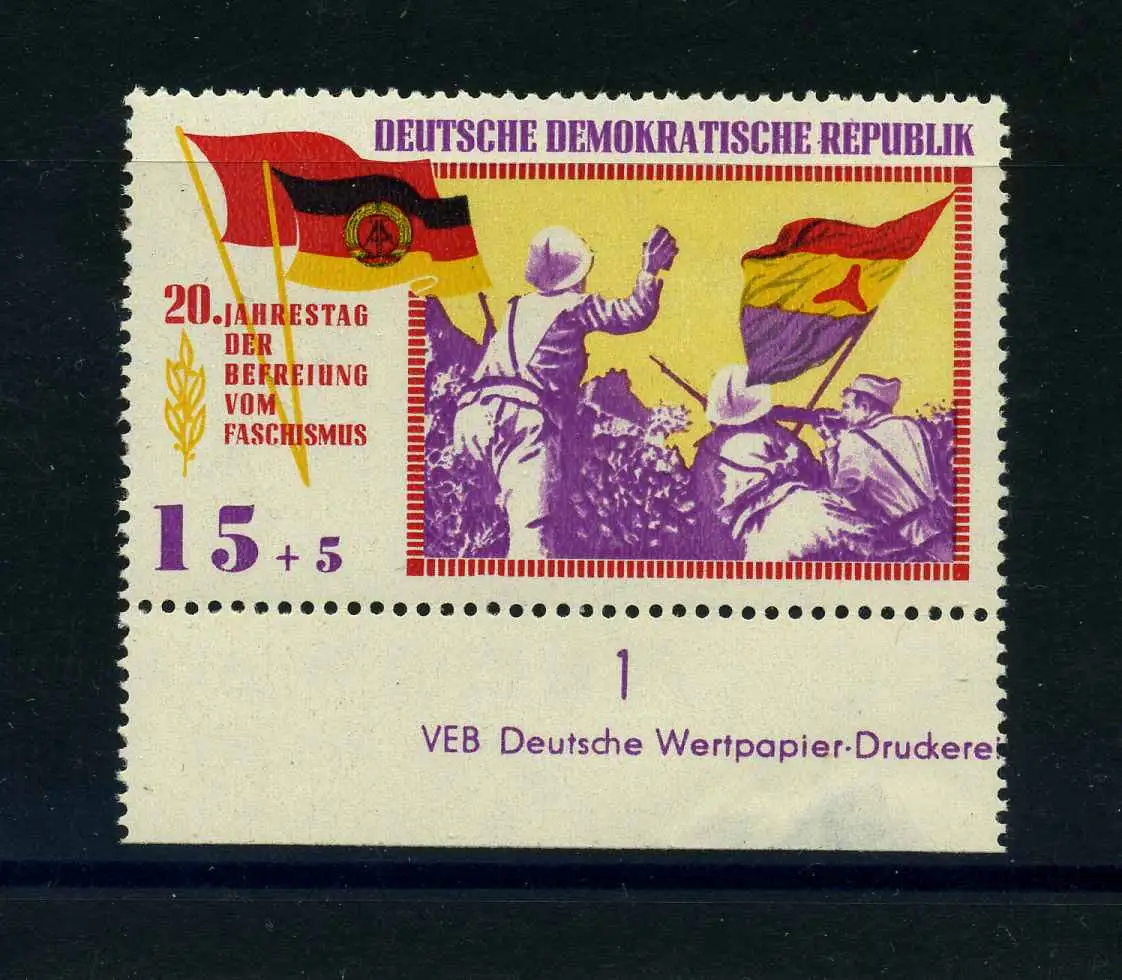 DEUTSCHE DEMOKRATISCHE REPUBLIK
20. JAHRESTAG
DER
BEFREIUNG
VOM
FASCHISMUS
15 + 5
1
VEB Deutsche Wertpapier-Druckerei